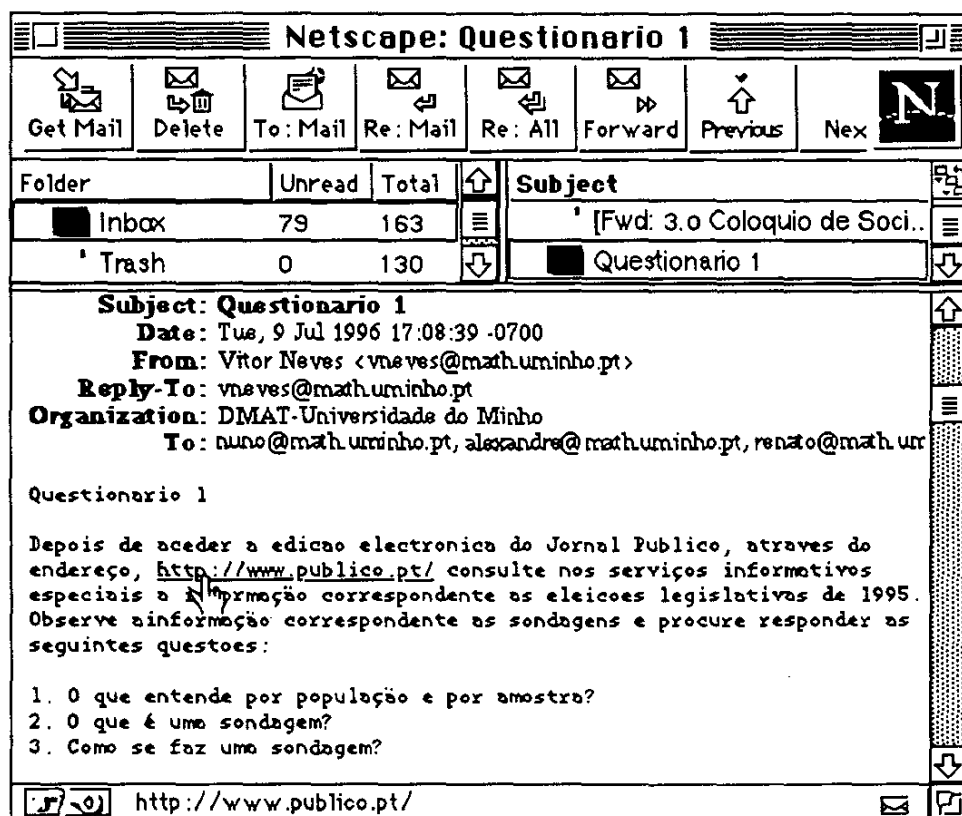 Netscape: Questionario 1
Get Mail Delete To: Mail Re: Mail Re: All Forward Previous Nex N
Folder Unread Total Subject
Inbox 79 163 [Fwd: 3.o Coloquio de Soci..
Trash 0 130 Questionario 1
Subject: Questionario 1
Date: Tue, 9 Jul 1996 17:08:39 -0700
From: Vitor Neves <vneves@math.uminho.pt>
Reply-To: vneves@math.uminho.pt
Organization: DMAT-Universidade do Minho
To: nuno@math.uminho.pt, alexandre@math.uminho.pt, renato@math.um
Questionario 1
Depois de aceder a edicao electronica do Jornal Publico, atraves do
endereço, http://www.publico.pt/ consulte nos serviços informativos
especiais a correspondente as eleicoes legislativas de 1995.
Observe ainformação correspondente as sondagens e procure responder as
seguintes questoes:
1. O que entende por população e por amostra?
2. O que é uma sondagem?
3. Como se faz uma sondagem?
http://www.publico.pt/